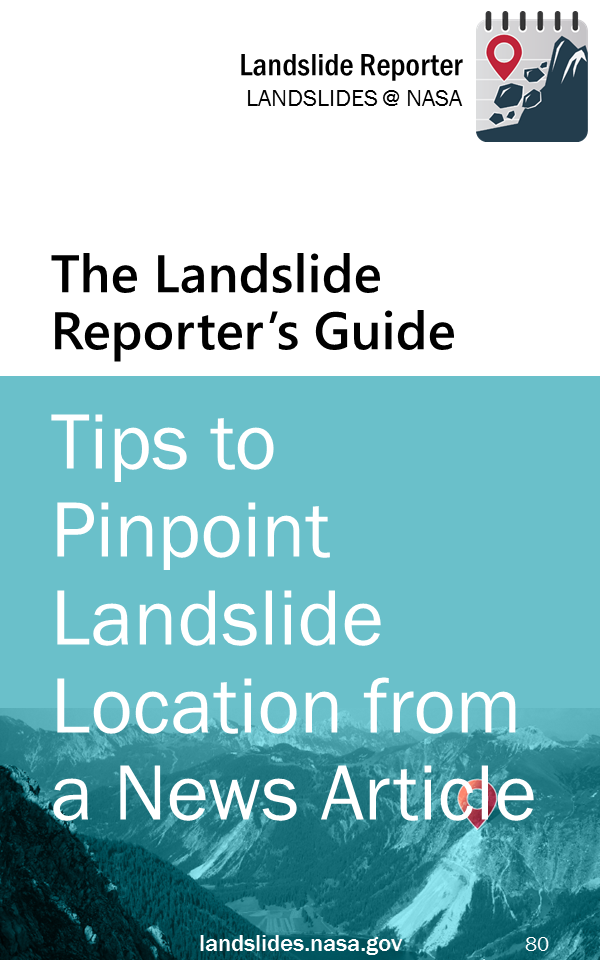 Landslide Reporter
LANDSLIDES @ NASA
The Landslide
Reporter’s Guide
Tips to
Pinpoint
Landslide
Location from
a News Article
landslides.nasa.gov
80